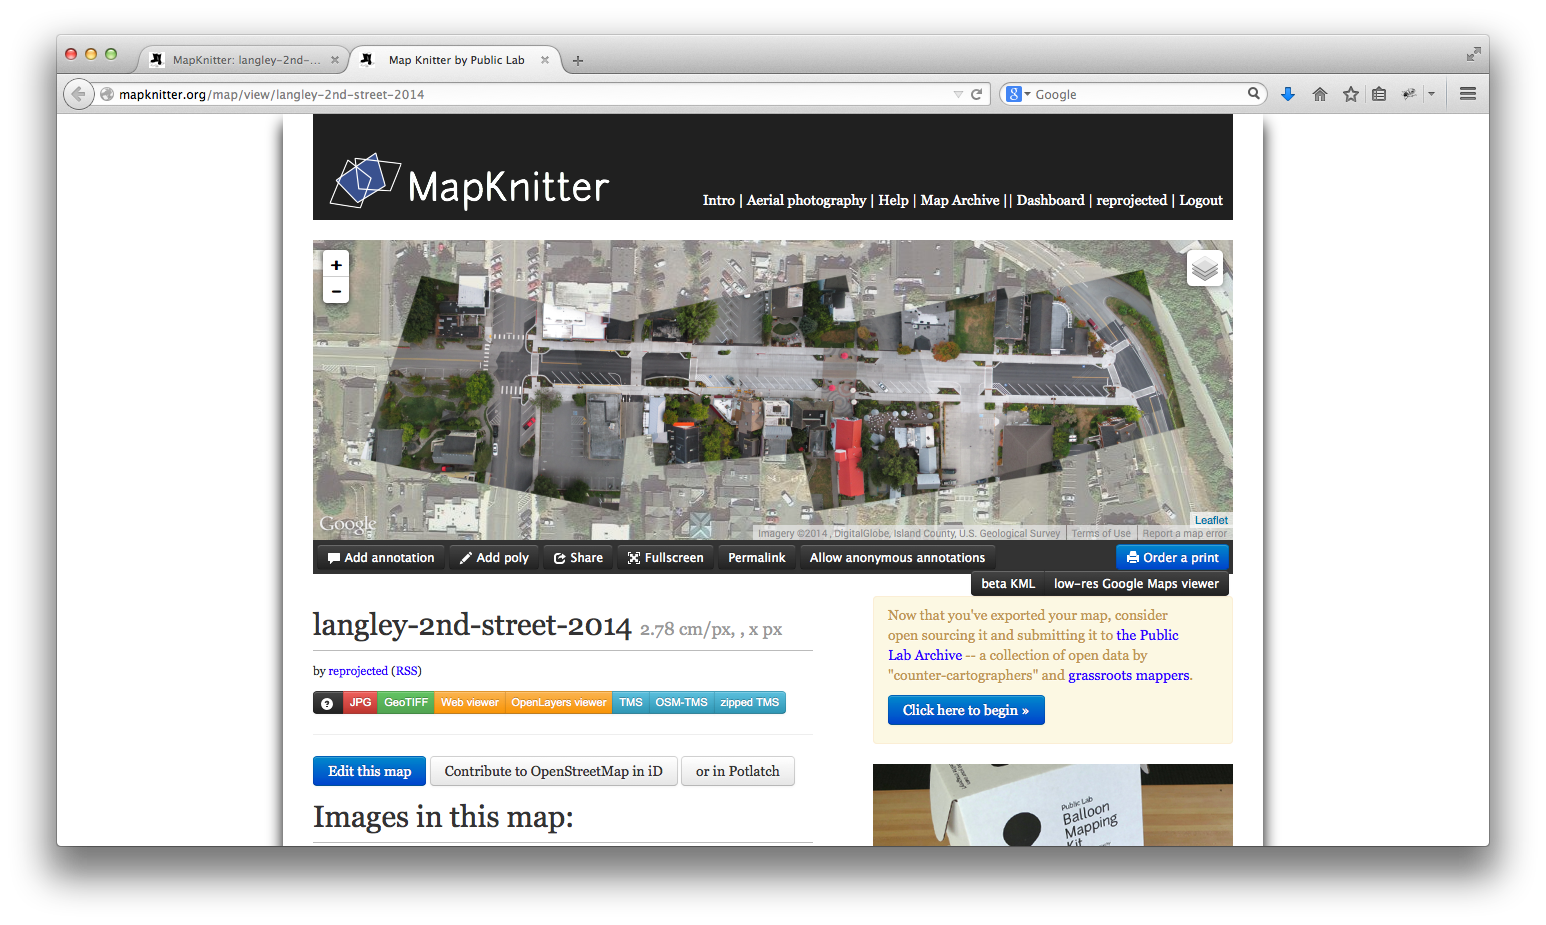 MapKnitter: langley-2nd-...
Map Knitter by Public Lab
mapknitter.org/map/view/langley-2nd-street-2014
Google
MapKnitter
Intro | Aerial photography | Help | Map Archive || Dashboard | reprojected | Logout
+
−
Google
Leaflet
Imagery ©2014 , DigitalGlobe, Island County, U.S. Geological Survey
Terms of Use
Report a map error
Add annotation
Add poly
Share
Fullscreen
Permalink
Allow anonymous annotations
Order a print
beta KML
low-res Google Maps viewer
langley-2nd-street-2014 2.78 cm/px, , x px
by reprojected (RSS)
? JPG GeoTIFF Web viewer OpenLayers viewer TMS OSM-TMS zipped TMS
Edit this map
Contribute to OpenStreetMap in iD
or in Potlatch
Images in this map:
Now that you've exported your map, consider
open sourcing it and submitting it to the Public
Lab Archive -- a collection of open data by
"counter-cartographers" and grassroots mappers.
Click here to begin »
Public Lab
Balloon
Mapping
Kit